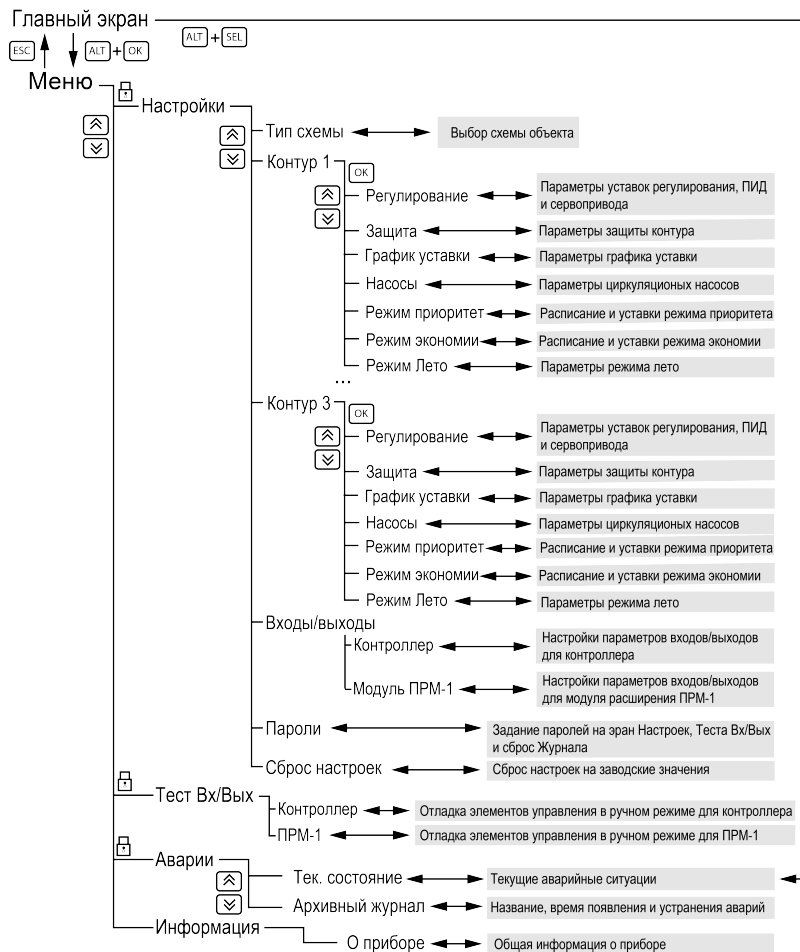 Главный экран
ALT + SEL
ESC
ALT + OK
Меню
Настройки
Тип схемы
Выбор схемы объекта
Контур 1
OK
Регулирование
Параметры уставок регулирования, ПИД
и сервопривода
Защита
Параметры защиты контура
График уставки
Параметры графика уставки
Насосы
Параметры циркуляционых насосов
Режим приоритет
Расписание и уставки режима приоритета
Режим экономии
Расписание и уставки режима экономии
Режим Лето
Параметры режима лето
...
Контур 3
OK
Регулирование
Параметры уставок регулирования, ПИД
и сервопривода
Защита
Параметры защиты контура
График уставки
Параметры графика уставки
Насосы
Параметры циркуляционых насосов
Режим приоритет
Расписание и уставки режима приоритета
Режим экономии
Расписание и уставки режима экономии
Режим Лето
Параметры режима лето
Входы/выходы
Контроллер
Настройки параметров входов/выходов
для контроллера
Модуль ПРМ-1
Настройки параметров входов/выходов
для модуля расширения ПРМ-1
Пароли
Задание паролей на эран Настроек, Теста Вх/Вых
и сброс Журнала
Сброс настроек
Сброс настроек на заводские значения
Тест Вх/Вых
Контроллер
Отладка элементов управления в ручном режиме для контроллера
ПРМ-1
Отладка элементов управления в ручном режиме для ПРМ-1
Аварии
Тек. состояние
Текущие аварийные ситуации
Архивный журнал
Название, время появления и устранения аварий
Информация
О приборе
Общая информация о приборе